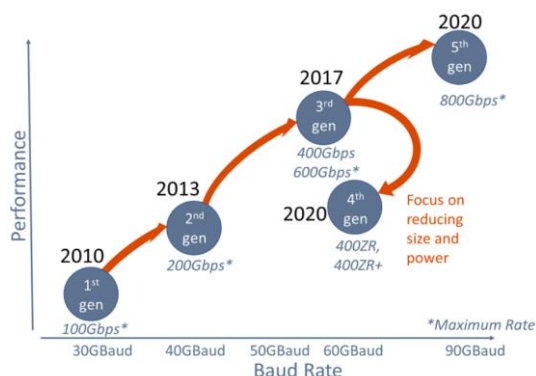 2020
5th
gen
800Gbps*
2017
3rd
gen
400Gbps
600Gbps*
2013
2nd
gen
200Gbps*
2020
4th
gen
400ZR,
400ZR+
Focus on
reducing
size and
power
2010
1st
gen
100Gbps*
Performance
*Maximum Rate
30GBaud 40GBaud 50GBaud 60GBaud 90GBaud
Baud Rate